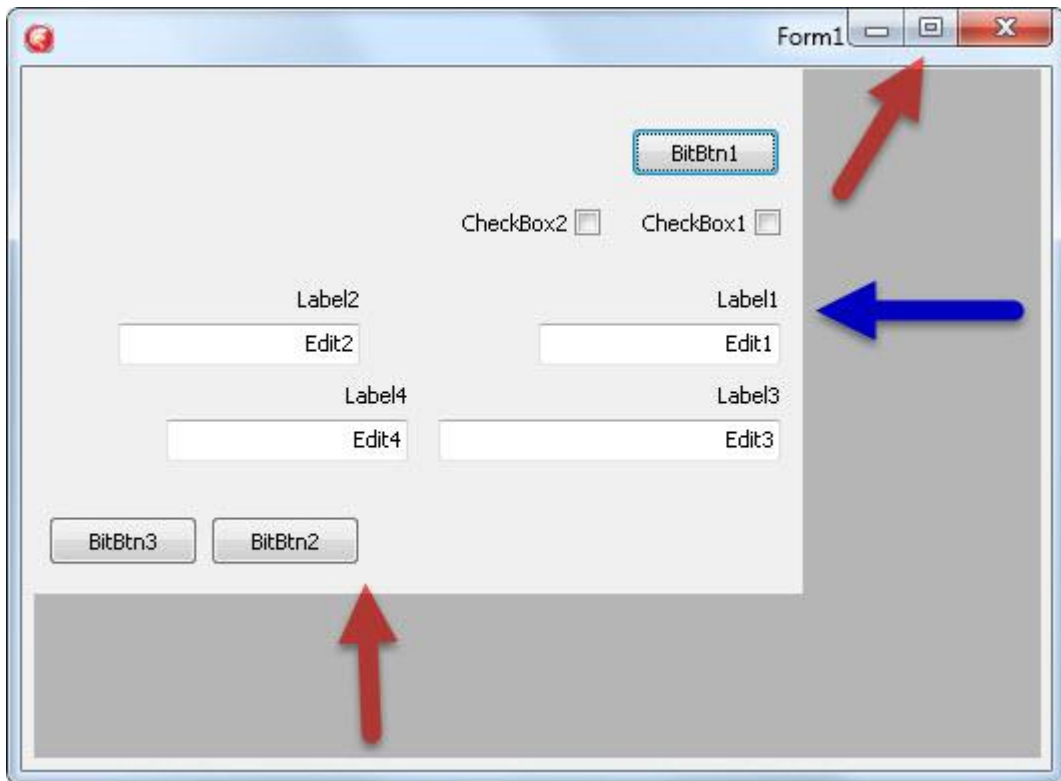 Form1
BitBtn1
CheckBox2 CheckBox1
Label2 Label1
Edit2 Edit1
Label4 Label3
Edit4 Edit3
BitBtn3 BitBtn2